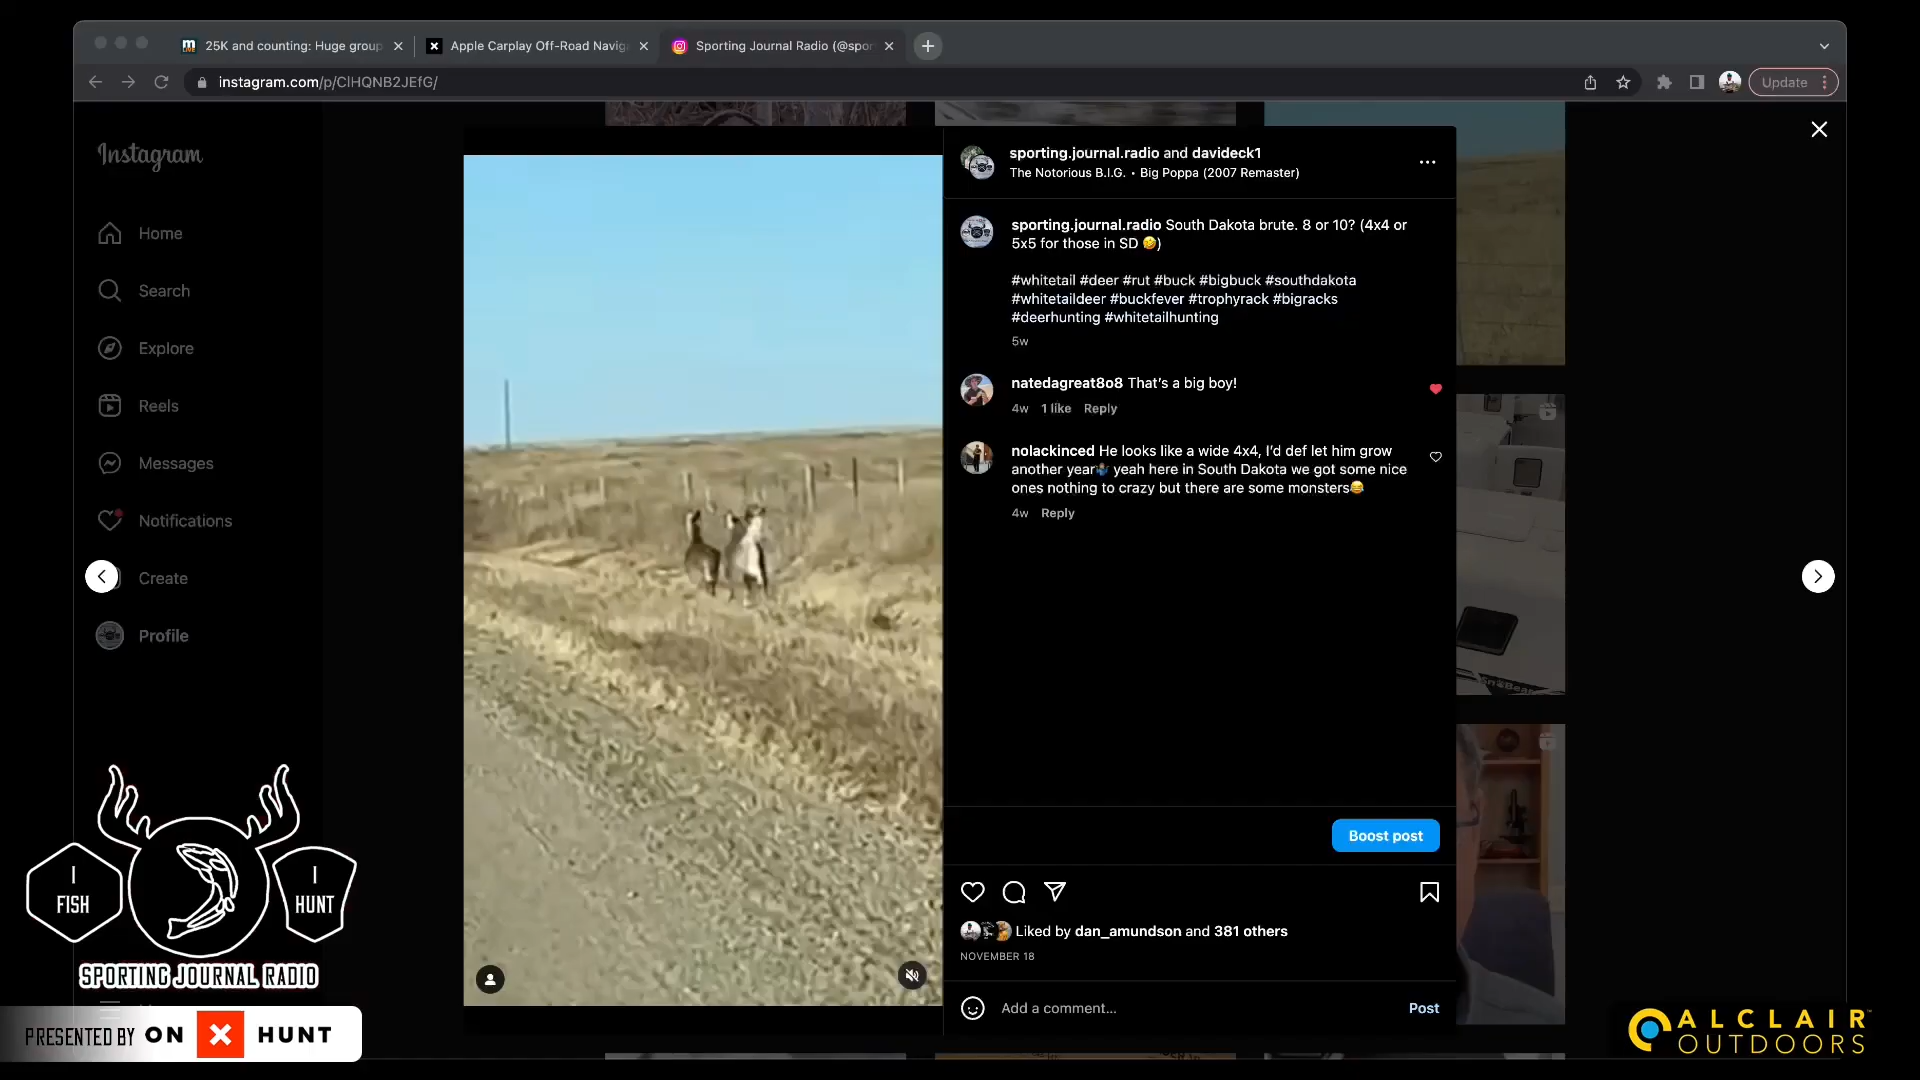 25K and counting: Huge group
Apple Carplay Off-Road Navig
Sporting Journal Radio (@spor
instagram.com/p/ClHQNB2JEfG/
Update
Instagram
Home
Search
Explore
Reels
Messages
Notifications
Create
Profile
sporting.journal.radio and davideck1
The Notorious B.I.G. • Big Poppa (2007 Remaster)
sporting.journal.radio South Dakota brute. 8 or 10? (4x4 or
5x5 for those in SD 🤣)
#whitetail #deer #rut #buck #bigbuck #southdakota
#whitetaildeer #buckfever #trophyrack #bigracks
#deerhunting #whitetailhunting
5w
natedagreat8o8 That's a big boy!
4w 1 like Reply
nolackinced He looks like a wide 4x4, I'd def let him grow
another year🤷🏾‍♂️ yeah here in South Dakota we got some nice
ones nothing to crazy but there are some monsters😂
4w Reply
Boost post
Liked by dan_amundson and 381 others
NOVEMBER 18
Add a comment...
Post
I
FISH
I
HUNT
SPORTING JOURNAL RADIO
PRESENTED BY ON X HUNT
ALCLAIR
OUTDOORS